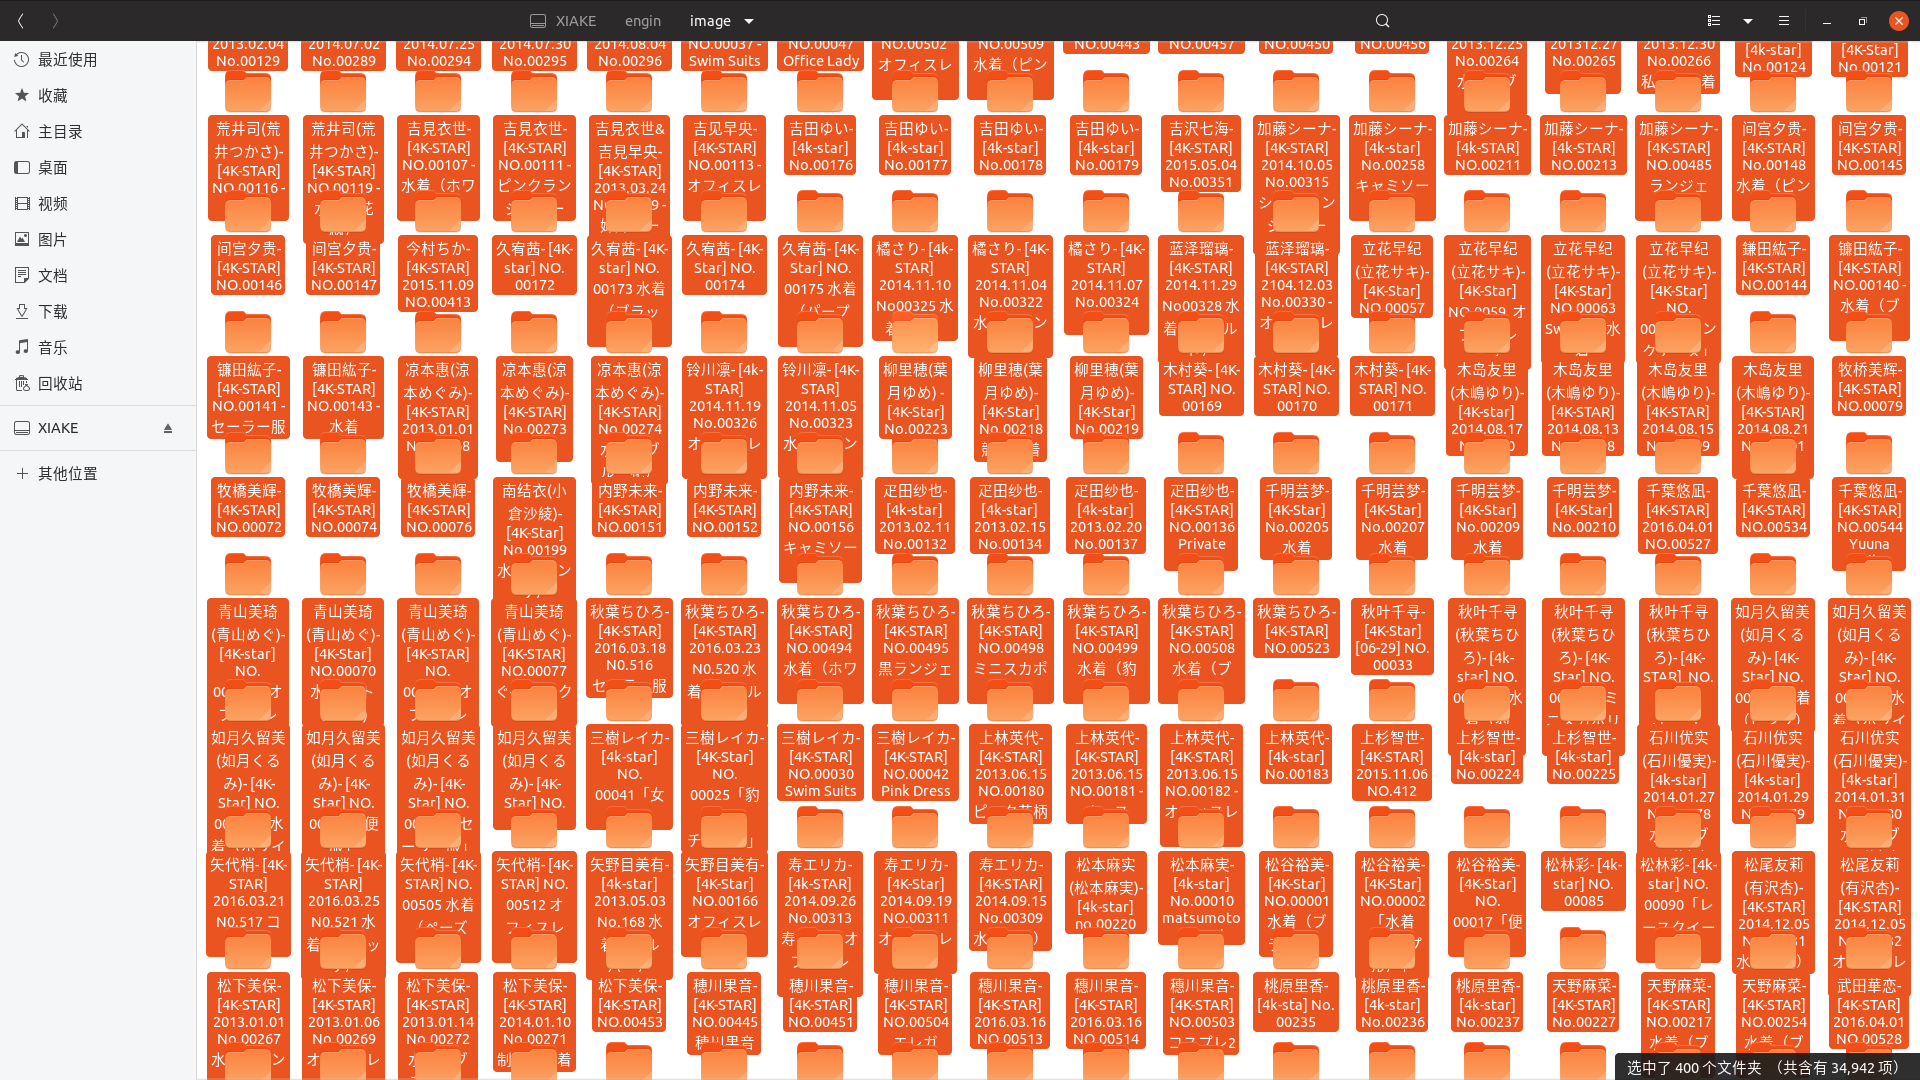 XIAKE engin image
最近使用
收藏
主目录
桌面
视频
图片
文档
下载
音乐
回收站
XIAKE
其他位置
2013.02.04 2014.07.02 2014.07.25 2014.07.30 2014.08.04 NO.00037 - NO.00047 NO.00502 NO.00509 NO.00443 NO.00457 No.00450 NO.00456 2013.12.25 20131227 2013.12.30 [4k-star] [4K-Star]
No.00129 No.00289 No.00294 No.00295 No.00296 Swim Suits Office Lady オフィスレ 水着（ピン No.00264 No.00265 No.00266 No.00124 No.00121
荒井司(荒井つかさ)- [4K-STAR] NO.00116 -
荒井司(荒井つかさ)- [4K-STAR] NO.00119 -
吉見衣世- [4K-STAR] NO.00107 - 水着（ホワ
吉見衣世- [4K-STAR] NO.00111 - ピンクラン
吉見衣世&吉見早央- [4K-STAR] 2013.03.24
吉见早央- [4K-STAR] NO.00113 - オフィスレ
吉田ゆい- [4k-star] No.00176
吉田ゆい- [4k-star] No.00177
吉田ゆい- [4k-star] No.00178
吉田ゆい- [4k-star] No.00179
吉沢七海- [4K-STAR] 2015.05.04 No.00351
加藤シーナ- [4K-STAR] 2014.10.05 No.00315
加藤シーナ- [4k-star] No.00258 キャミソー
加藤シーナ- [4K-STAR] No.00211
加藤シーナ- [4K-STAR] No.00213
加藤シーナ- [4K-STAR] NO.00485 ランジェ
间宫夕贵- [4K-STAR] No.00148 水着（ピン
间宫夕贵- [4K-STAR] NO.00145
间宫夕贵- [4K-STAR] NO.00146
间宫夕贵- [4K-STAR] NO.00147
今村ちか- [4K-STAR] 2015.11.09 NO.00413
久宥茜- [4K-star] NO. 00172
久宥茜- [4K-star] NO. 00173 水着（ブラッ
久宥茜- [4K-Star] NO. 00174
久宥茜- [4K-Star] NO. 00175 水着（パープ
橘さり- [4k-STAR] 2014.11.10 No00325 水
橘さり- [4K-STAR] 2014.11.04 No.00322
橘さり- [4K-STAR] 2014.11.07 No.00324
蓝泽瑠璃- [4K-STAR] 2014.11.29 No00328 水
蓝泽瑠璃- [4K-STAR] 2104.12.03 No.00330 -
立花早纪(立花サキ)- [4K-Star] NO.00057
立花早纪(立花サキ)- [4K-Star]
立花早纪(立花サキ)- [4K-Star] NO.00063
立花早纪(立花サキ)- [4K-Star] NO.
鎌田紘子- [4K-STAR] NO.00144
镰田紘子- [4K-STAR] NO.00140 - 水着（ブ
镰田紘子- [4K-STAR] NO.00141 - セーラー服
镰田紘子- [4K-STAR] NO.00143 - 水着
凉本惠(涼本めぐみ)- [4K-STAR] 2013.01.01
凉本惠(涼本めぐみ)- [4K-STAR] No.00273
凉本惠(涼本めぐみ)- [4K-STAR] No.00274
铃川凛- [4k-STAR] 2014.11.19 No.00326
铃川凛- [4K-STAR] 2014.11.05 No.00323
柳里穂(葉月ゆめ) - [4K-Star] No.00223
柳里穂(葉月ゆめ)- [4K-Star] No.00218
柳里穂(葉月ゆめ)- [4K-Star] No.00219
木村葵- [4K-STAR] NO. 00169
木村葵- [4K-STAR] NO. 00170
木村葵- [4K-STAR] NO. 00171
木岛友里(木嶋ゆり)- [4K-star] 2014.08.17
木岛友里(木嶋ゆり)- [4K-STAR] 2014.08.13
木岛友里(木嶋ゆり)- [4K-STAR] 2014.08.15
木岛友里(木嶋ゆり)- [4K-STAR] 2014.08.21
牧桥美辉- [4K-STAR] NO.00079
牧橋美輝- [4K-STAR] NO.00072
牧橋美輝- [4K-STAR] NO.00074
牧橋美輝- [4K-STAR] NO.00076
南结衣(小倉沙綾)- [4K-Star] No.00199
内野未来- [4K-STAR] NO.00151
内野未来- [4K-STAR] NO.00152
内野未来- [4K-STAR] NO.00156 キャミソー
疋田纱也- [4k-star] 2013.02.11 No.00132
疋田纱也- [4k-star] 2013.02.15 No.00134
疋田纱也- [4k-star] 2013.02.20 No.00137
疋田纱也- [4K-STAR] NO.00136 Private
千明芸梦- [4K-Star] No.00205 水着
千明芸梦- [4K-star] No.00207 水着
千明芸梦- [4K-star] No.00209 水着
千明芸梦- [4K-star] No.00210
千葉悠凪- [4K-STAR] 2016.04.01 NO.00527
千葉悠凪- [4K-STAR] NO.00534
千葉悠凪- [4K-STAR] NO.00544 Yuuna
青山美琦(青山めぐ)- [4k-star] NO.
青山美琦(青山めぐ)- [4k-Star] No.00070
青山美琦(青山めぐ)- [4K-STAR] NO.
青山美琦(青山めぐ)- [4K-STAR] NO.00077
秋葉ちひろ- [4K-STAR] 2016.03.18 N0.516
秋葉ちひろ- [4K-STAR] 2016.03.23 N0.520 水
秋葉ちひろ- [4K-STAR] NO.00494 水着（ホワ
秋葉ちひろ- [4K-STAR] NO.00495 黒ランジェ
秋葉ちひろ- [4K-STAR] NO.00498 ミニスカポ
秋葉ちひろ- [4K-STAR] NO.00499 水着（豹
秋葉ちひろ- [4K-STAR] NO.00508 水着（ブ
秋葉ちひろ- [4K-STAR] NO.00523
秋叶千寻- [4K-Star] [06-29] NO. 00033
秋叶千寻(秋葉ちひろ)- [4k-star] NO.
秋叶千寻(秋葉ちひろ)- [4K-Star] NO.
秋叶千寻(秋葉ちひろ)- [4K-STAR] NO.
如月久留美(如月くるみ)- [4K-Star] NO.
如月久留美(如月くるみ)- [4K-Star] NO.
如月久留美(如月くるみ)- [4K-Star] NO.
如月久留美(如月くるみ)- [4K-Star] NO.
如月久留美(如月くるみ)- [4K-Star] NO.
如月久留美(如月くるみ)- [4K-Star] NO.
三樹レイカ- [4k-star] NO. 00041「女
三樹レイカ- [4K-STAR] NO. 00025「豹
三樹レイカ- [4K-STAR] NO.00030 Swim Suits
三樹レイカ- [4K-STAR] NO.00042 Pink Dress
上林英代- [4K-STAR] 2013.06.15 No.00180
上林英代- [4K-STAR] 2013.06.15 No.00181 -
上林英代- [4K-STAR] 2013.06.15 No.00182 -
上林英代- [4k-star] No.00183
上杉智世- [4K-STAR] 2015.11.06 NO.412
上杉智世- [4k-star] No.00224
上杉智世- [4k-star] No.00225
石川优实(石川優実)- [4k-star] 2014.01.27
石川优实(石川優実)- [4k-star] 2014.01.29
石川优实(石川優実)- [4k-star] 2014.01.31
矢代梢- [4K-STAR] 2016.03.21 N0.517 コ
矢代梢- [4K-STAR] 2016.03.25 N0.521 水
矢代梢- [4K-STAR] NO. 00505 水着
矢代梢- [4K-STAR] NO. 00512 オフィスレ
矢野目美有- [4k-star] 2013.05.03 No.168 水
矢野目美有- [4K-Star] NO.00166 オフィスレ
寿エリカ- [4k-STAR] 2014.09.26 No.00313
寿エリカ- [4K-STAR] 2014.09.19 No.00311
寿エリカ- [4K-STAR] 2014.09.15 No.00309
松本麻实(松本麻実)- [4k-star] no.00220
松本麻実- [4k-star] No.00010 matsumoto
松谷裕美- [4K-Star] NO.00001 水着（ブ
松谷裕美- [4K-Star] NO.00002「水着
松谷裕美- [4K-Star] NO. 00017「便
松林彩- [4k-star] NO. 00085
松林彩- [4k-star] NO. 00090「レースクイー
松尾友莉(有沢杏)- [4K-STAR] 2014.12.05
松尾友莉(有沢杏)- [4K-STAR] 2014.12.05
松下美保- [4K-STAR] 2013.01.01 No.00267
松下美保- [4K-STAR] 2013.01.06 No.00269
松下美保- [4K-STAR] 2013.01.14 No.00272
松下美保- [4K-STAR] 2014.01.10 No.00271
松下美保- [4K-STAR] No.00453
穂川果音- [4K-STAR] NO.00445 穂川果音
穂川果音- [4K-STAR] NO.00451
穂川果音- [4k-star] NO.00504
穂川果音- [4K-STAR] 2016.03.16 NO.00513
穂川果音- [4K-STAR] 2016.03.16 NO.00514
穂川果音- [4K-STAR] NO.00503 コスプレ2
桃原里香- [4k-sta] No. 00235
桃原里香- [4k-star] No.00236
桃原里香- [4k-star] No.00237
天野麻菜- [4K-STAR] No.00227
天野麻菜- [4K-STAR] NO.00217 水着（ブ
天野麻菜- [4K-STAR] No.00254 水着（ブ
武田華恋- [4K-STAR] 2016.04.01 NO.00528
选中了 400 个文件夹 （共含有 34,942 项）